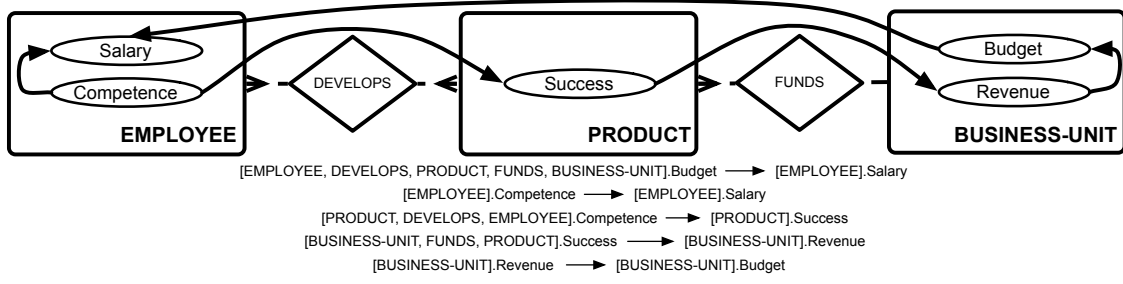 Salary
Budget
Competence
DEVELOPS
Success
FUNDS
Revenue
EMPLOYEE
PRODUCT
BUSINESS-UNIT
[EMPLOYEE, DEVELOPS, PRODUCT, FUNDS, BUSINESS-UNIT].Budget [EMPLOYEE].Salary
[EMPLOYEE].Competence [EMPLOYEE].Salary
[PRODUCT, DEVELOPS, EMPLOYEE].Competence [PRODUCT].Success
[BUSINESS-UNIT, FUNDS, PRODUCT].Success [BUSINESS-UNIT].Revenue
[BUSINESS-UNIT].Revenue [BUSINESS-UNIT].Budget